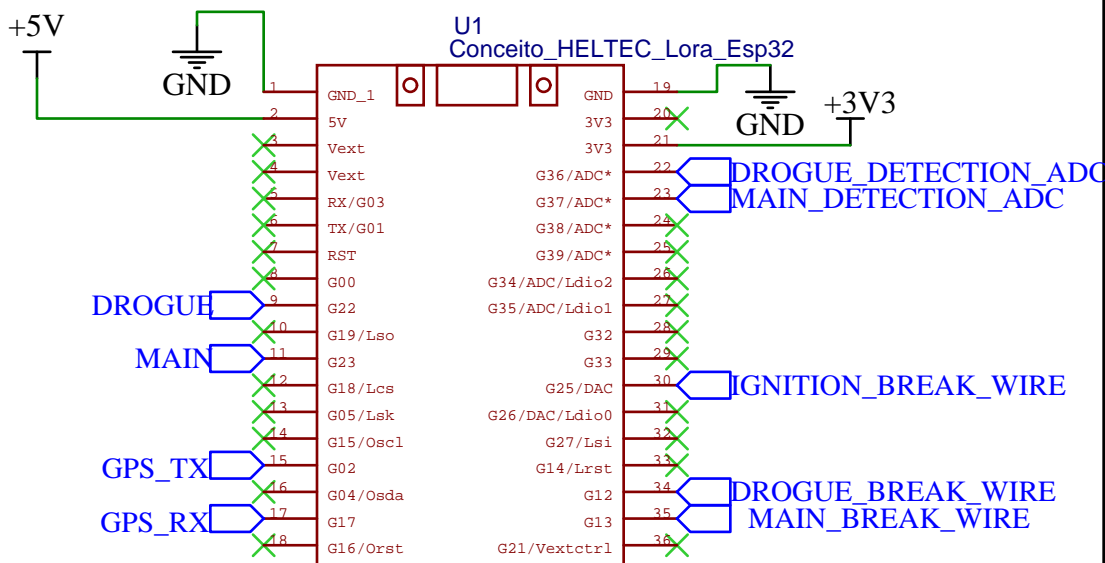 +5V
GND
U1
Conceito_HELTEC_Lora_Esp32
GND
+3V3
1 GND_1
2 5V
3 Vext
4 Vext
5 RX/G03
6 TX/G01
7 RST
8 G00
DROGUE 9 G22
10 G19/Lso
MAIN 11 G23
12 G18/Lcs
13 G05/Lsk
14 G15/Oscl
GPS_TX 15 G02
16 G04/Osda
GPS_RX 17 G17
18 G16/Orst
GND 19
3V3 20
3V3 21
G36/ADC* 22 DROGUE_DETECTION_ADC
G37/ADC* 23 MAIN_DETECTION_ADC
G38/ADC* 24
G39/ADC* 25
G34/ADC/Ldio2 26
G35/ADC/Ldio1 27
G32 28
G33 29
G25/DAC 30 IGNITION_BREAK_WIRE
G26/DAC/Ldio0 31
G27/Lsi 32
G14/Lrst 33
G12 34 DROGUE_BREAK_WIRE
G13 35 MAIN_BREAK_WIRE
G21/Vextctrl 36